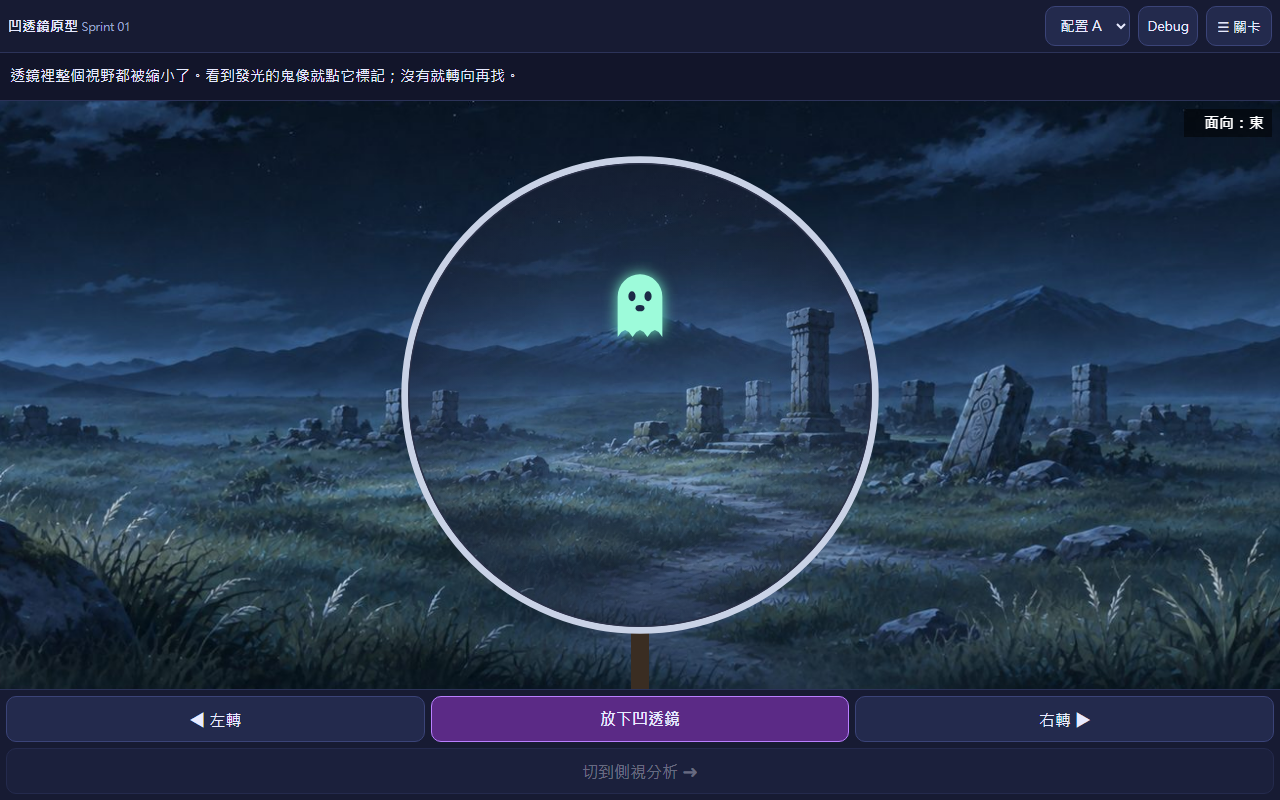 凹透鏡原型 Sprint 01
配置 A
Debug
☰ 關卡
透鏡裡整個視野都被縮小了。看到發光的鬼像就點它標記；沒有就轉向再找。
面向：東
◀ 左轉
放下凹透鏡
右轉 ▶
切到側視分析 ➔